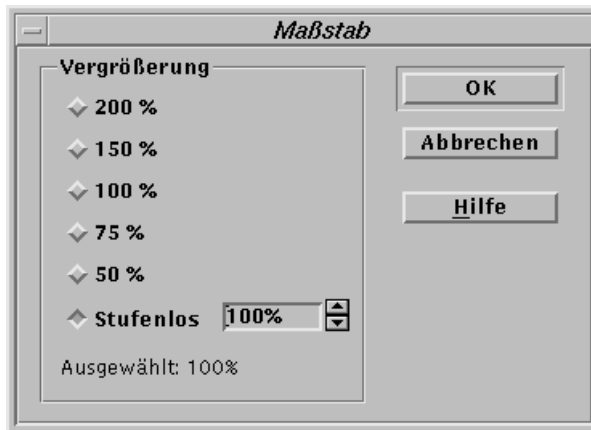 Maßstab
Vergrößerung
200 %
150 %
100 %
75 %
50 %
Stufenlos 100%
Ausgewählt: 100%
OK
Abbrechen
Hilfe